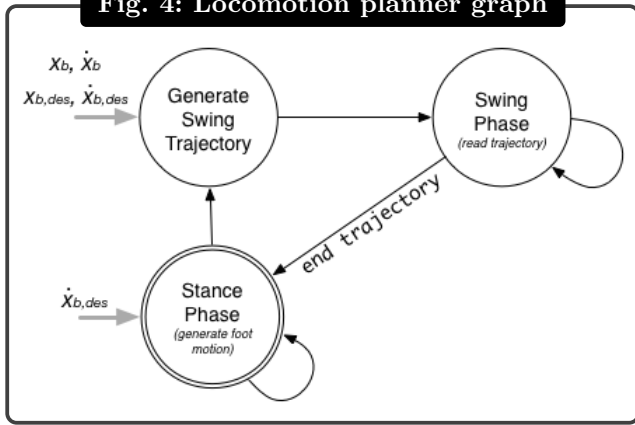 Fig. 4: Locomotion planner graph
xb, ẋb
xb,des, ẋb,des
Generate
Swing
Trajectory
Swing
Phase
(read trajectory)
end trajectory
ẋb,des
Stance
Phase
(generate foot
motion)